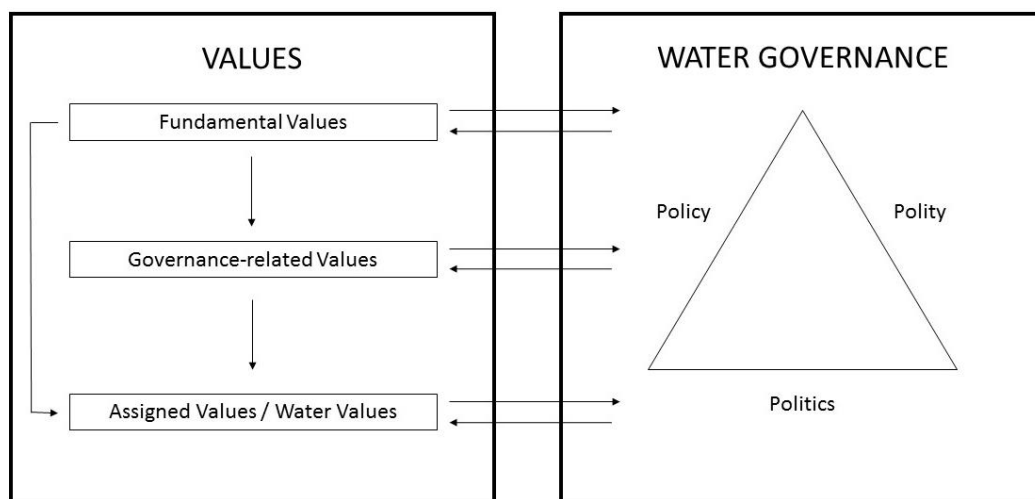 VALUES
Fundamental Values
Governance-related Values
Assigned Values / Water Values
WATER GOVERNANCE
Policy
Polity
Politics